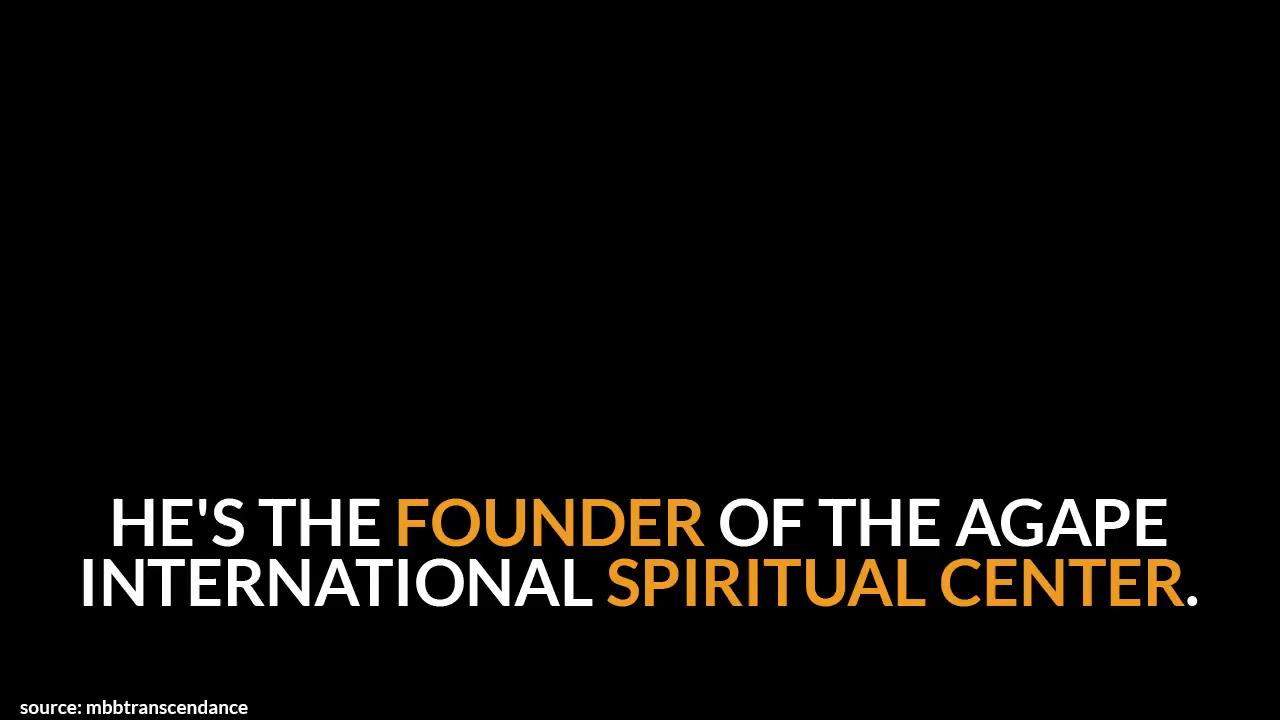 HE'S THE FOUNDER OF THE AGAPE
INTERNATIONAL SPIRITUAL CENTER.
source: mbbtranscendance